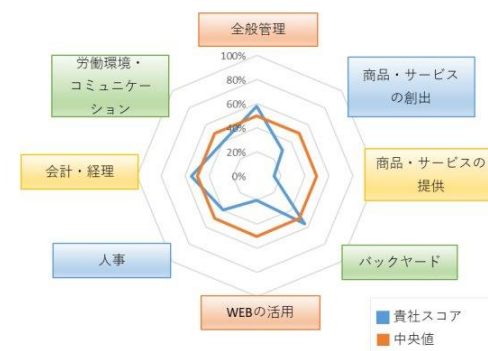 全般管理
100%
80%
60%
40%
20%
0%
商品・サービス
の創出
商品・サービスの
提供
バックヤード
WEBの活用
人事
会計・経理
労働環境・
コミュニケー
ション
貴社スコア
中央値